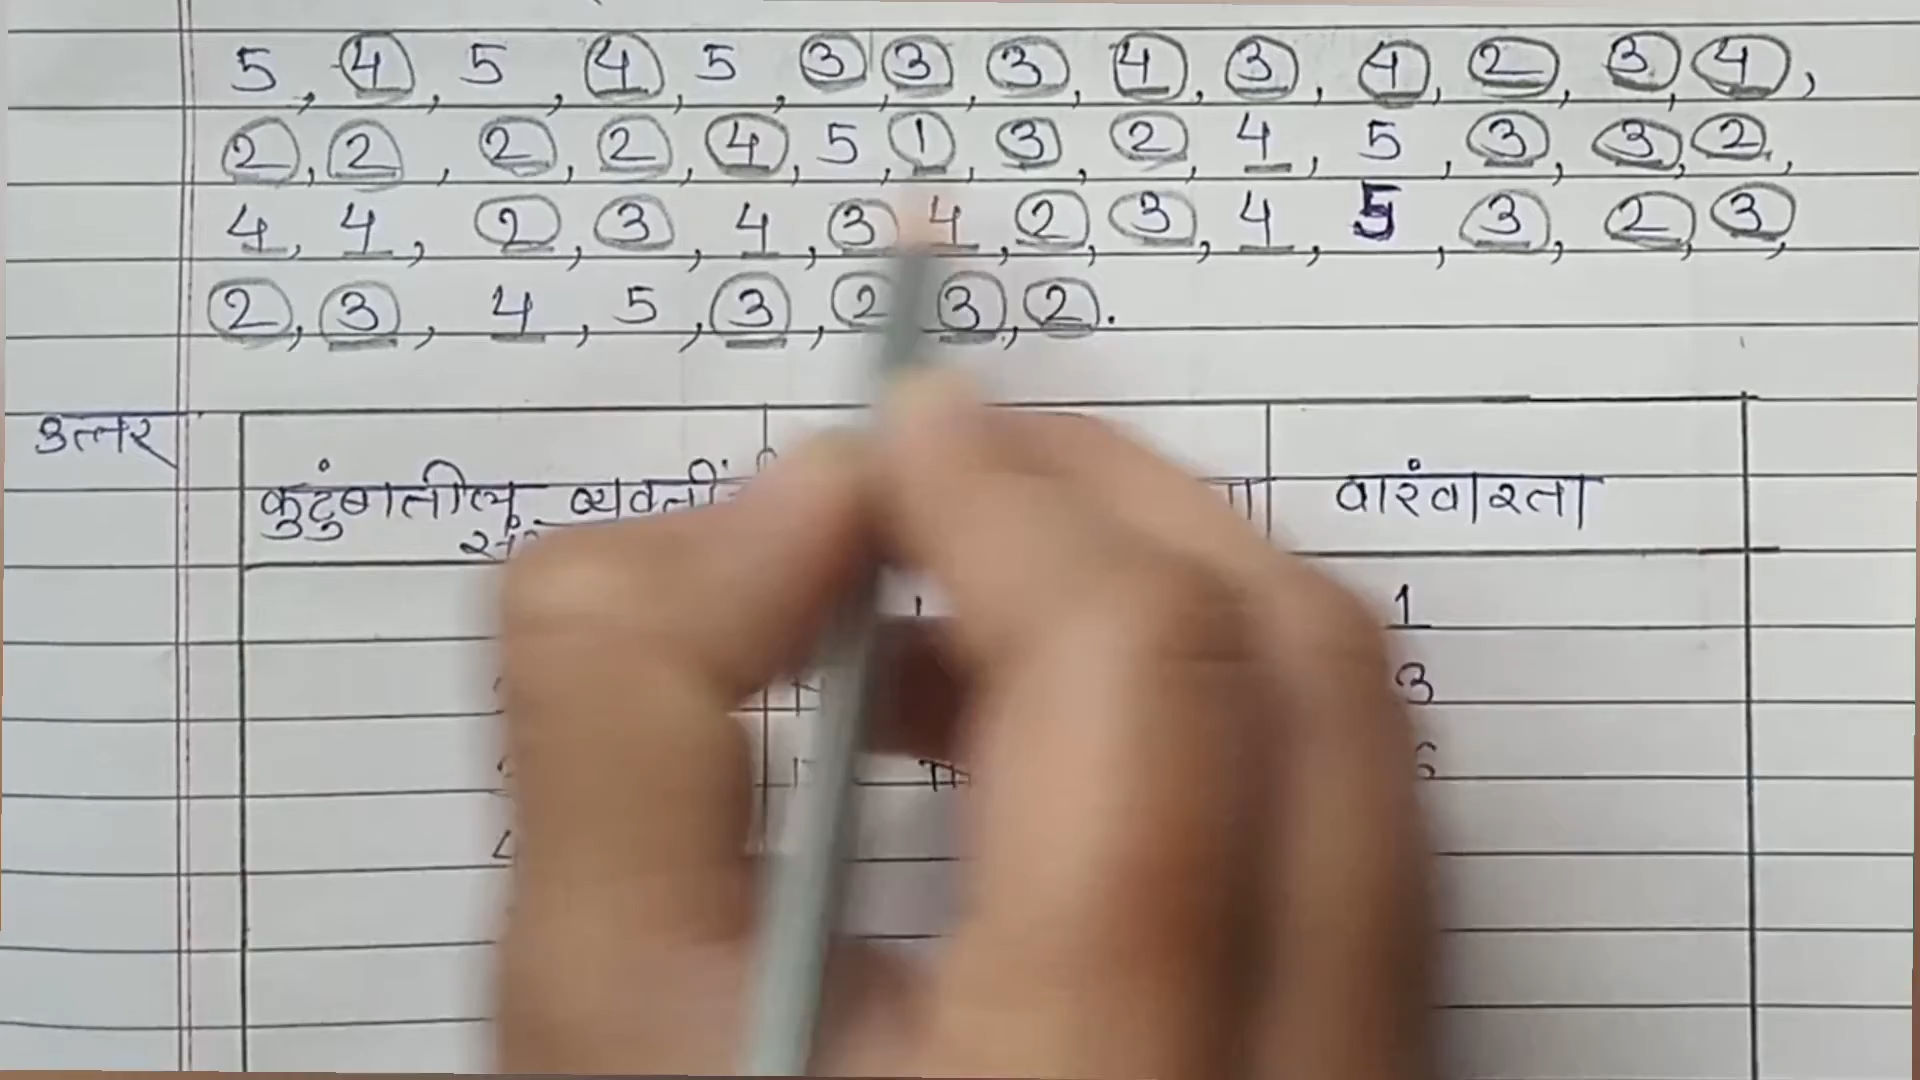 5, 4, 5, 4, 5, 3, 3, 3, 4, 3, 4, 2, 3, 4,
2, 2, 2, 2, 4, 5, 1, 3, 2, 4, 5, 3, 3, 2,
4, 4, 2, 3, 4, 3 4, 2, 3, 4, 5, 3, 2, 3,
2, 3, 4, 5, 3, 2 3, 2.
उत्तर
कुटुंबातील वारंवारता
1
3